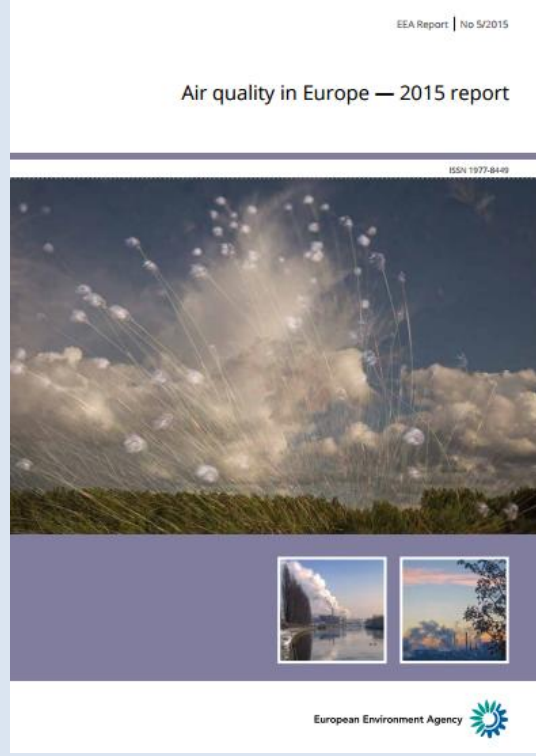 EEA Report | No 5/2015
Air quality in Europe — 2015 report
ISSN 1977-8449
European Environment Agency